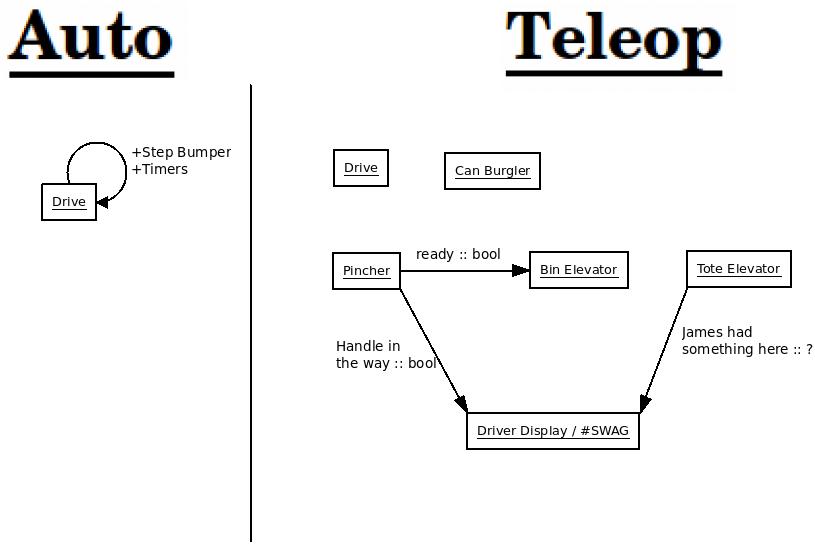 Auto
Teleop
+Step Bumper
+Timers
Drive
Drive
Can Burgler
Pincher
ready :: bool
Bin Elevator
Tote Elevator
Handle in
the way :: bool
James had
something here :: ?
Driver Display / #SWAG